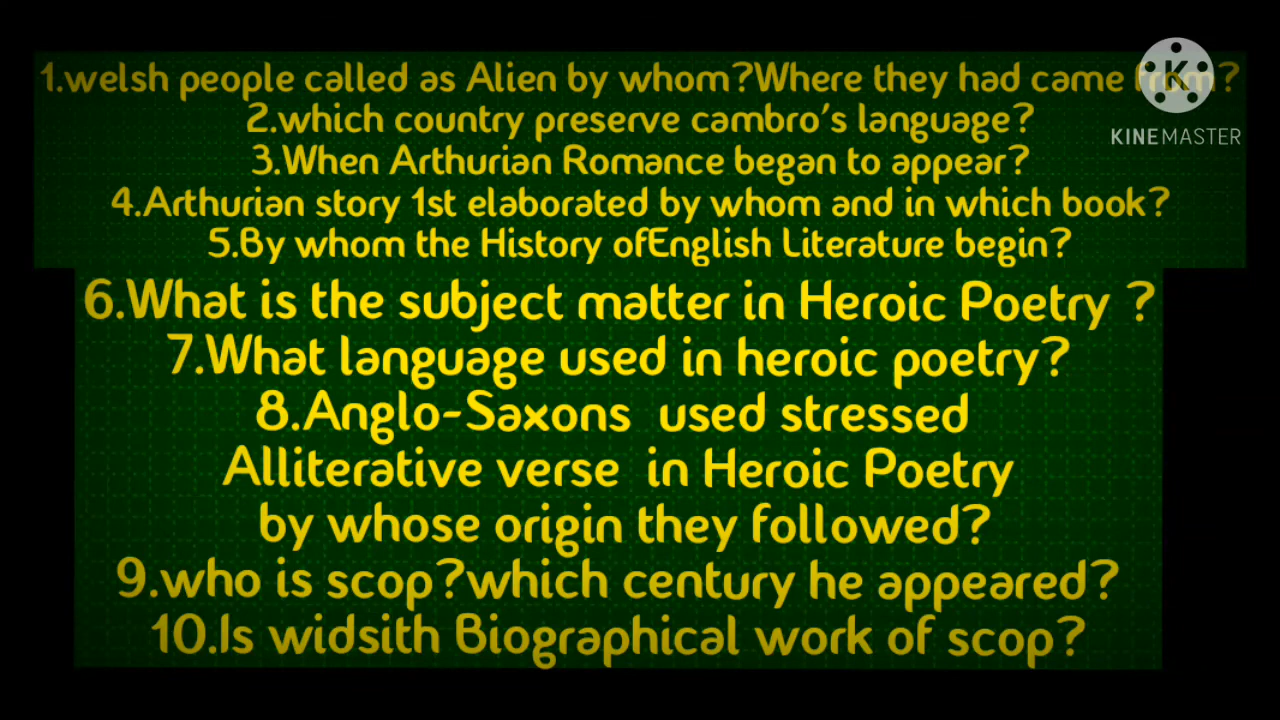 1.welsh people called as Alien by whom?Where they had came from?
KINEMASTER
2.which country preserve cambro's language?
3.When Arthurian Romance began to appear?
4.Arthurian story 1st elaborated by whom and in which book?
5.By whom the History ofEnglish Literature begin?
6.What is the subject matter in Heroic Poetry ?
7.What language used in heroic poetry?
8.Anglo-Saxons used stressed
Alliterative verse in Heroic Poetry
by whose origin they followed?
9.who is scop?which century he appeared?
10.Is widsith Biographical work of scop?